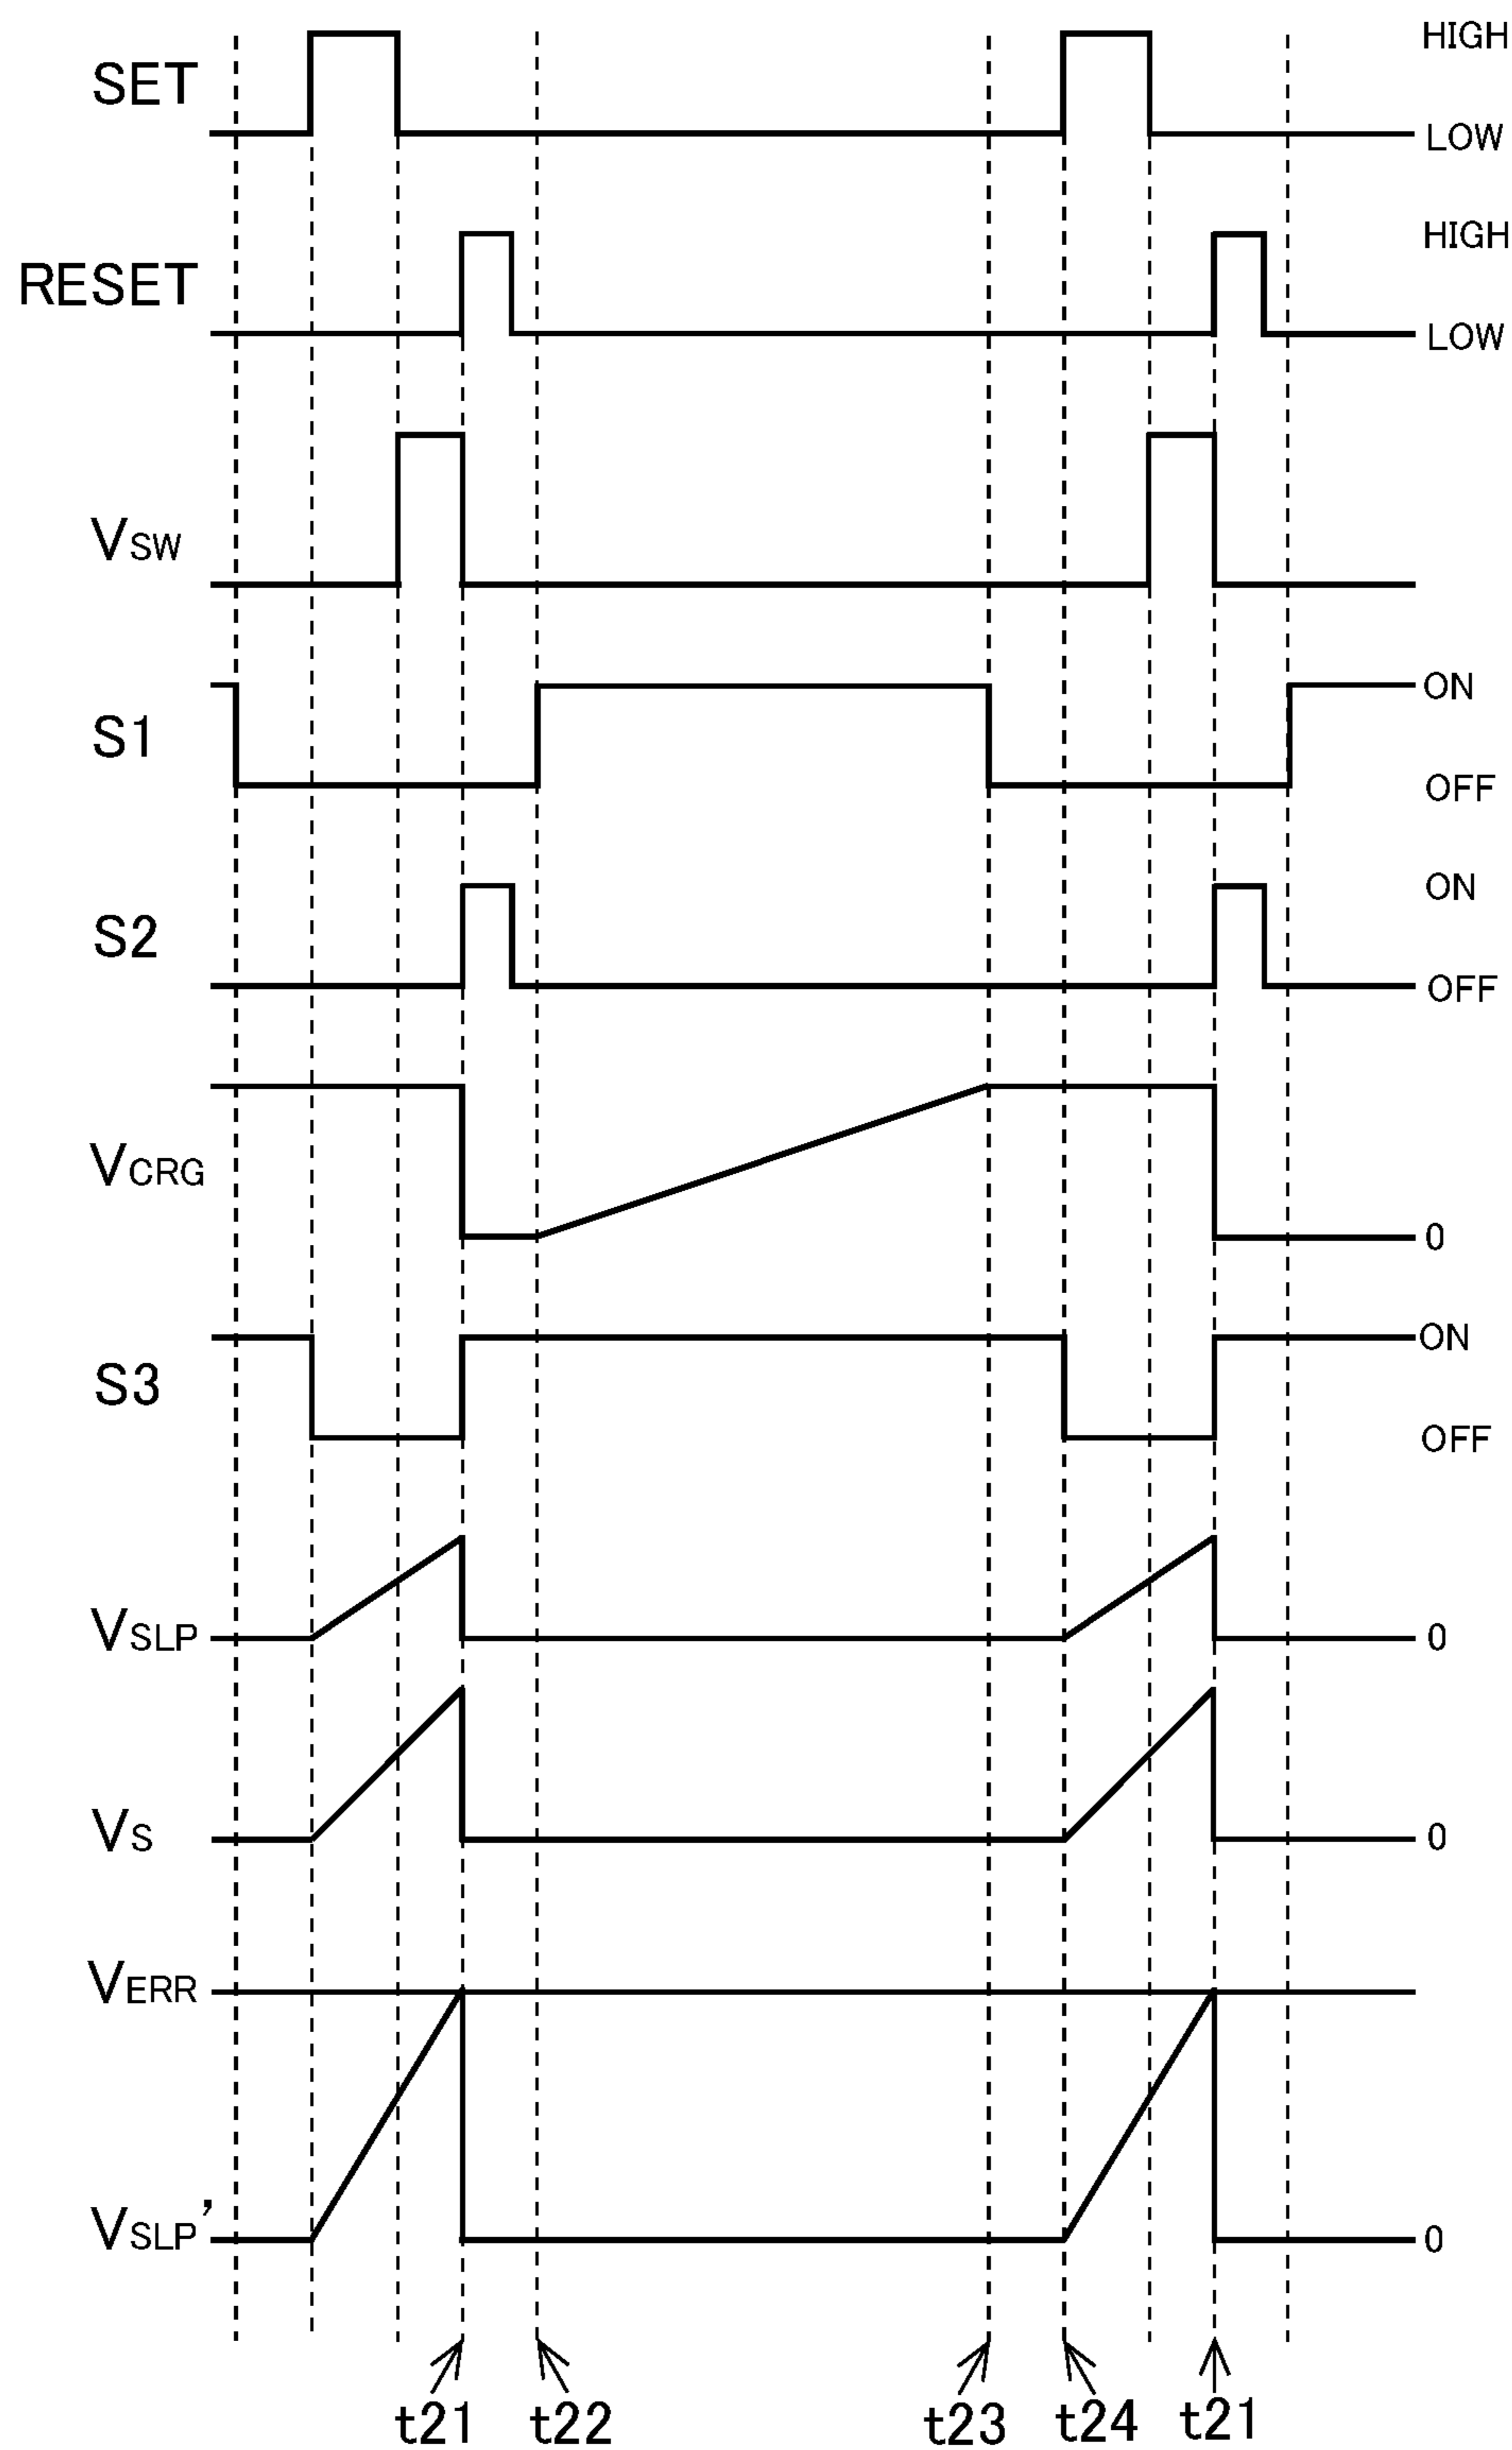 HIGH
SET
LOW
HIGH
RESET
LOW
VSW
ON
S1
OFF
ON
S2
OFF
VCRG
0
ON
S3
OFF
VSLP
0
VS
0
VERR
VSLP'
0
t21 t22 t23 t24 t21